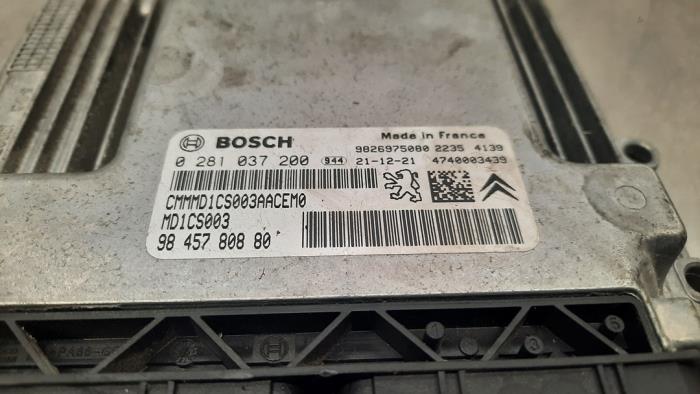 BOSCH
Made in France
0 281 037 200 944 21-12-21
9826975080 2235 4139
4740003439
CMMMD1CS003AACEM0
MD1CS003
98 457 808 80